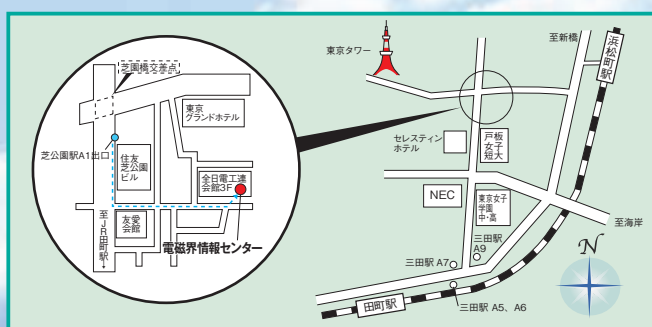 東京タワー
至新橋
浜松町駅
芝園橋交差点
東京
グランドホテル
芝公園駅A1出口
住友
芝公園
ビル
セレスティン
ホテル
戸板
女子
短大
全日電工連
会館3F
NEC
東京女子
学園
中・高
友愛
会館
至JR田町駅
電磁界情報センター
至海岸
三田駅
A9
三田駅 A7
N
田町駅
三田駅 A5、A6